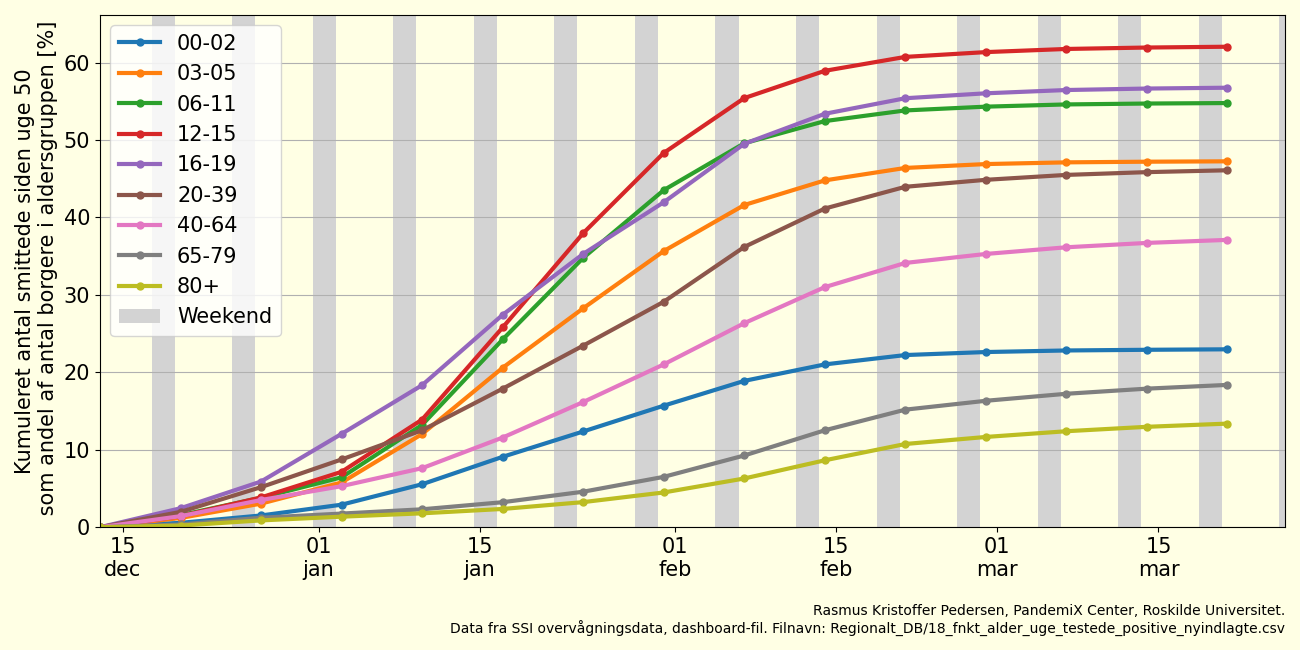 Kumuleret antal smittede siden uge 50
som andel af antal borgere i aldersgruppen [%]
60
50
40
30
20
10
0
00-02
03-05
06-11
12-15
16-19
20-39
40-64
65-79
80+
Weekend
15
dec
01
jan
15
jan
01
feb
15
feb
01
mar
15
mar
Rasmus Kristoffer Pedersen, PandemiX Center, Roskilde Universitet.
Data fra SSI overvågningsdata, dashboard-fil. Filnavn: Regionalt_DB/18_fnkt_alder_uge_testede_positive_nyindlagte.csv